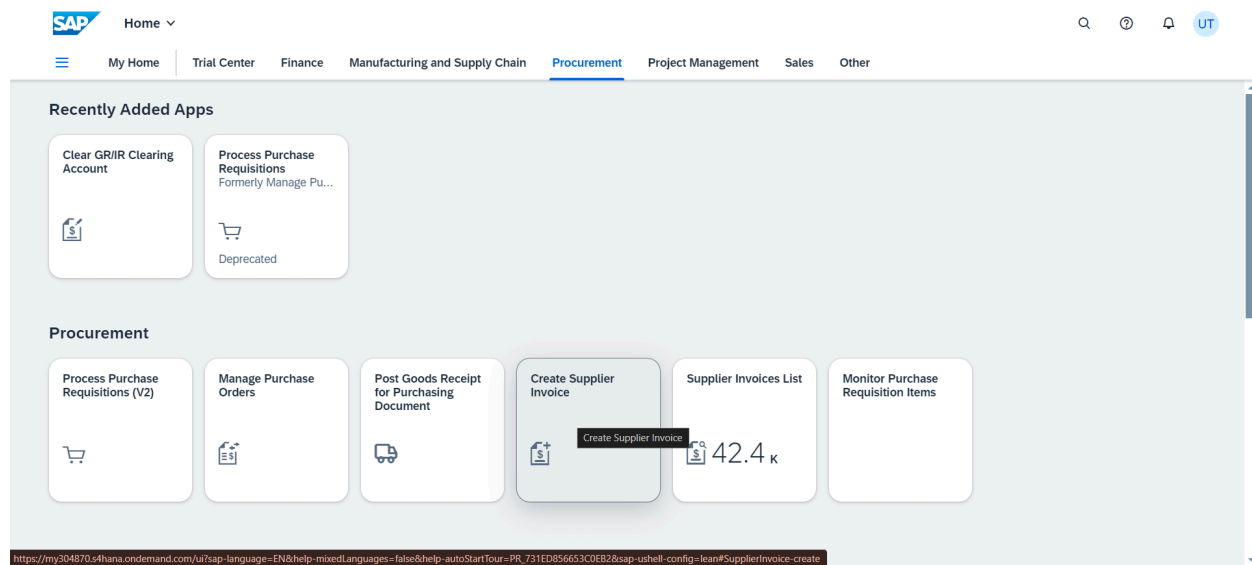 SAP Home
UT
My Home Trial Center Finance Manufacturing and Supply Chain Procurement Project Management Sales Other
Recently Added Apps
Clear GR/IR Clearing
Account
Process Purchase
Requisitions
Formerly Manage Pu...
Deprecated
Procurement
Process Purchase
Requisitions (V2)
Manage Purchase
Orders
Post Goods Receipt
for Purchasing
Document
Create Supplier
Invoice
Create Supplier Invoice
Supplier Invoices List
42.4 K
Monitor Purchase
Requisition Items
https://my304870.s4hana.ondemand.com/ui?sap-language=EN&help-mixedLanguages=false&help-autoStartTour=PR_731ED856653C0EB2&sap-ushell-config=lean#SupplierInvoice-create